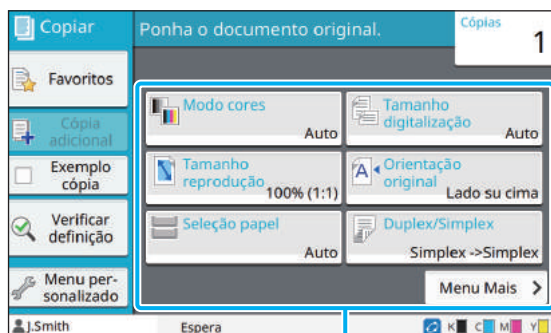 Copiar
Ponha o documento original.
Cópias
1
Favoritos
Cópia
adicional
Exemplo
cópia
Verificar
definição
Menu per-
sonalizado
Modo cores
Auto
Tamanho
digitalização
Auto
Tamanho
reprodução
100% (1:1)
A
Orientação
original
Lado su cima
Seleção papel
Auto
Duplex/Simplex
Simplex ->Simplex
Menu Mais
J.Smith
Espera
K C M Y